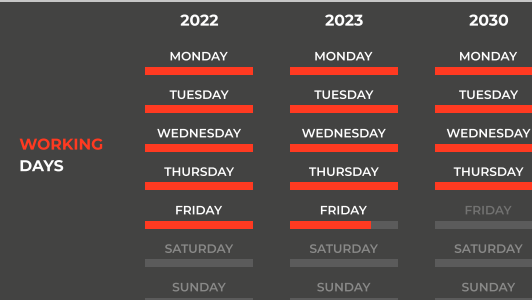 2022 2023 2030
MONDAY MONDAY MONDAY
TUESDAY TUESDAY TUESDAY
WEDNESDAY WEDNESDAY WEDNESDAY
WORKING
DAYS
THURSDAY THURSDAY THURSDAY
FRIDAY FRIDAY FRIDAY
SATURDAY SATURDAY SATURDAY
SUNDAY SUNDAY SUNDAY